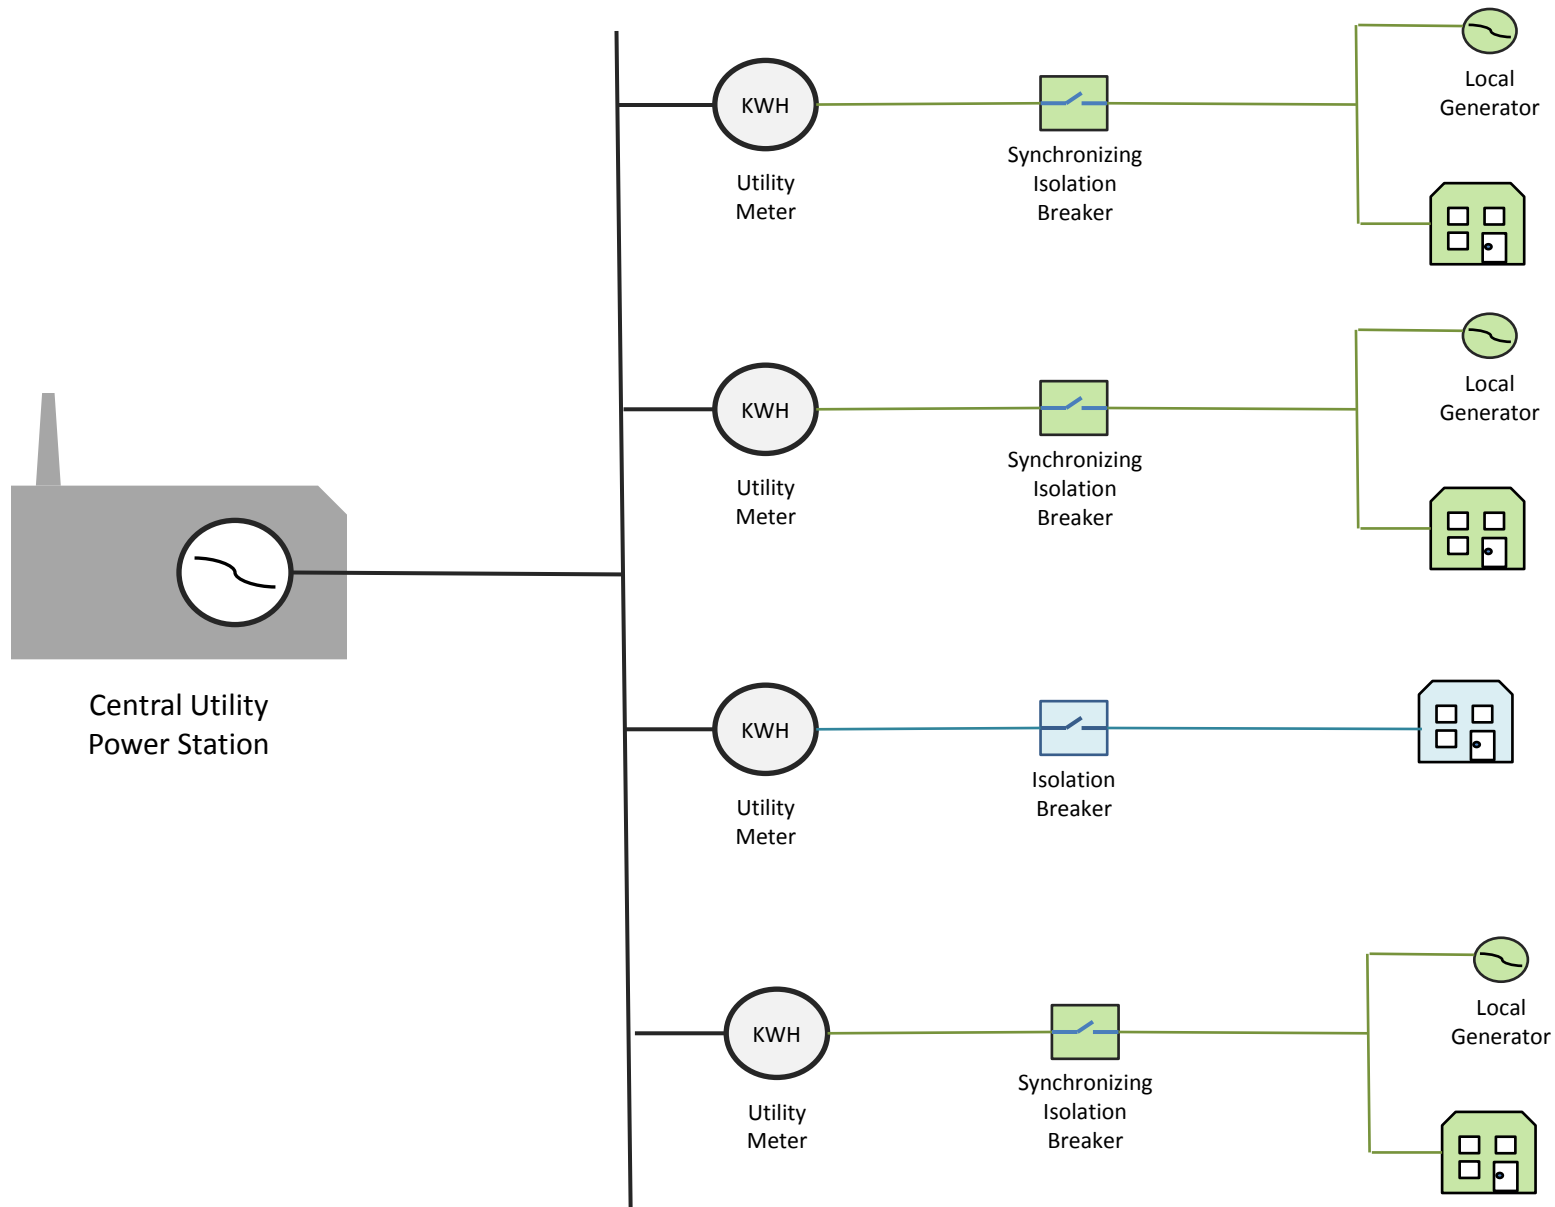 KWH
Utility
Meter
Synchronizing
Isolation
Breaker
Local
Generator
KWH
Utility
Meter
Synchronizing
Isolation
Breaker
Local
Generator
Central Utility
Power Station
KWH
Utility
Meter
Isolation
Breaker
KWH
Utility
Meter
Synchronizing
Isolation
Breaker
Local
Generator